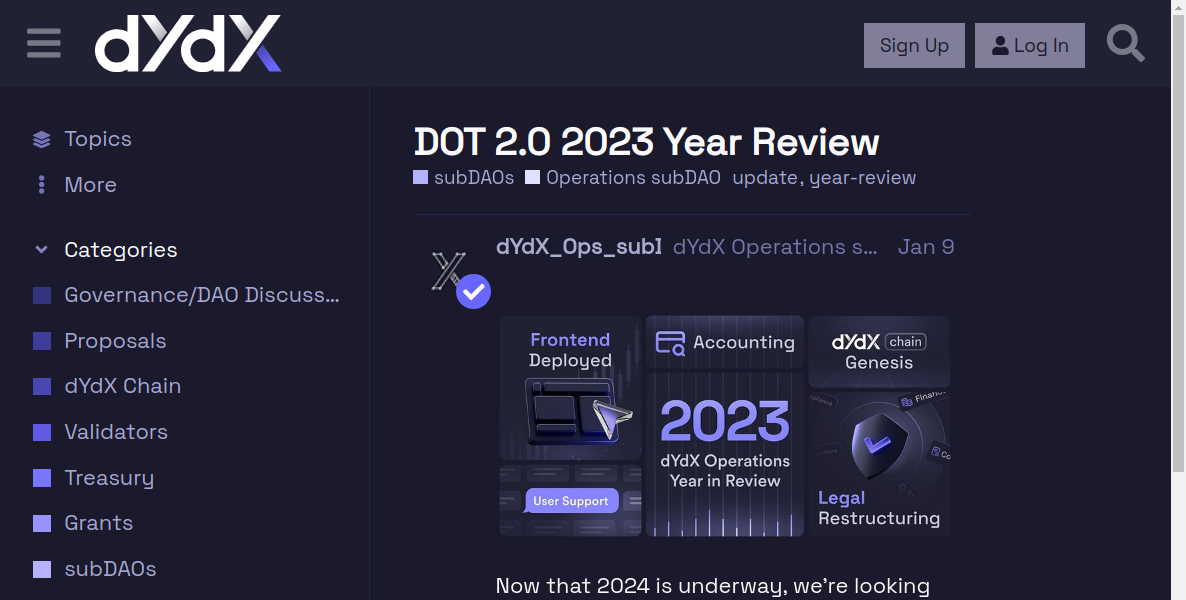 dYdX
Sign Up
Log In
Topics
More
Categories
Governance/DAO Discuss...
Proposals
dYdX Chain
Validators
Treasury
Grants
subDAOs
DOT 2.0 2023 Year Review
subDAOs Operations subDAO update, year-review
dYdX_Ops_subD dYdX Operations s... Jan 9
Frontend
Deployed
User Support
Accounting
2023
dYdX Operations
Year in Review
dYdX chain
Genesis
Legal
Restructuring
Now that 2024 is underway, we're looking